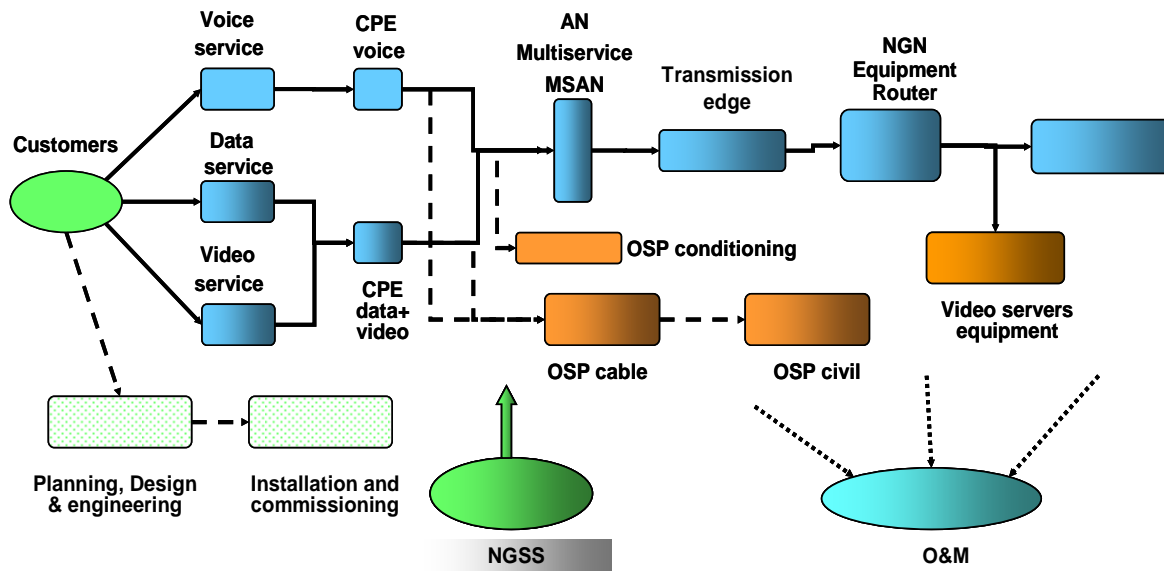 Voice
service
CPE
voice
AN
Multiservice
MSAN
Transmission
edge
NGN
Equipment
Router
Customers
Data
service
Video
service
CPE
data+
video
OSP conditioning
OSP cable
OSP civil
Video servers
equipment
Planning, Design
& engineering
Installation and
commissioning
NGSS
O&M